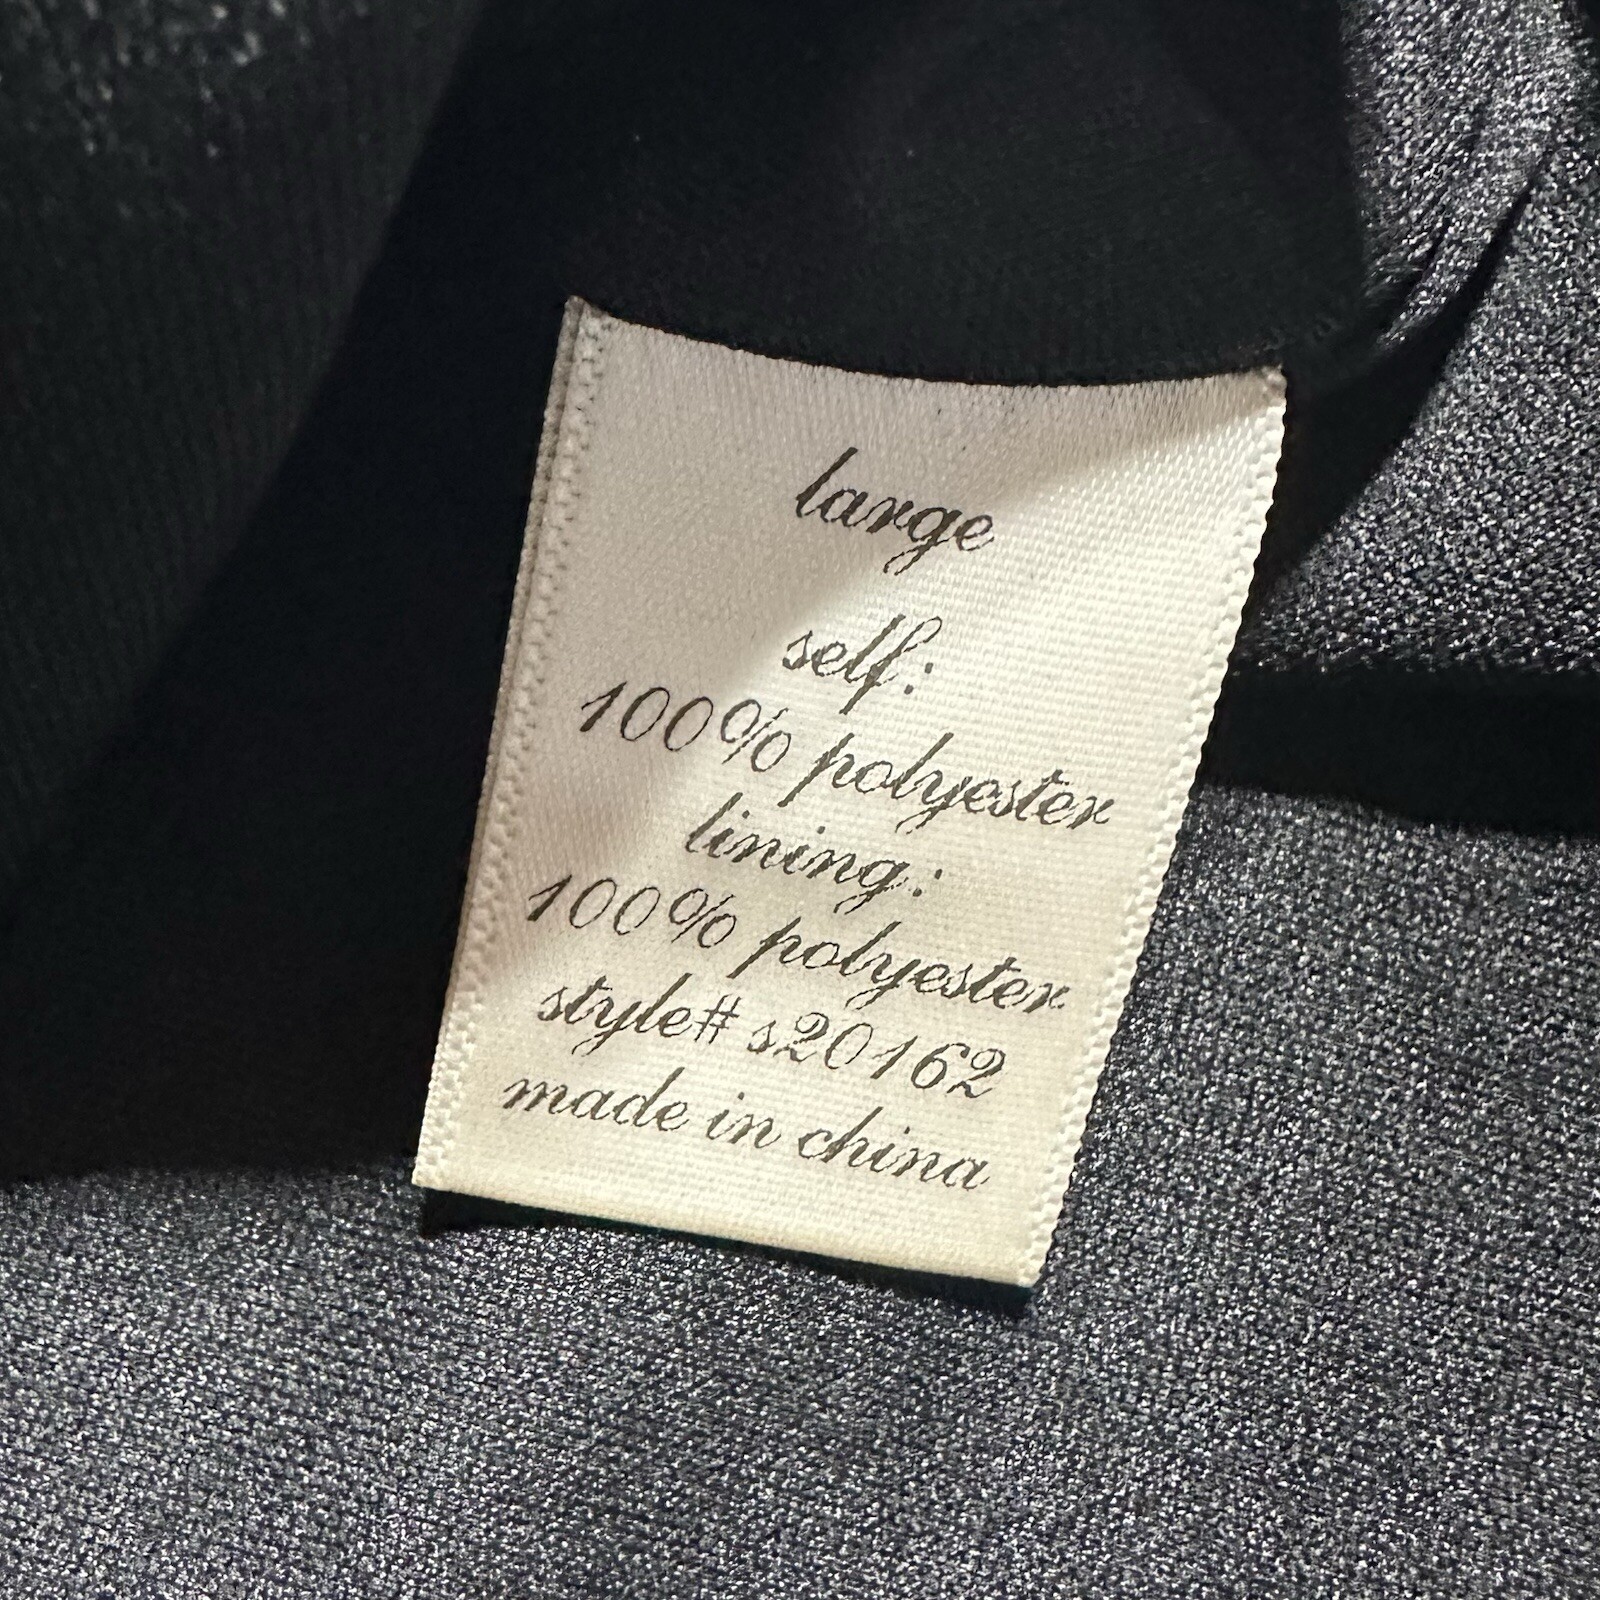 large
self:
100% polyester
lining:
100% polyester
style# s20162
made in china